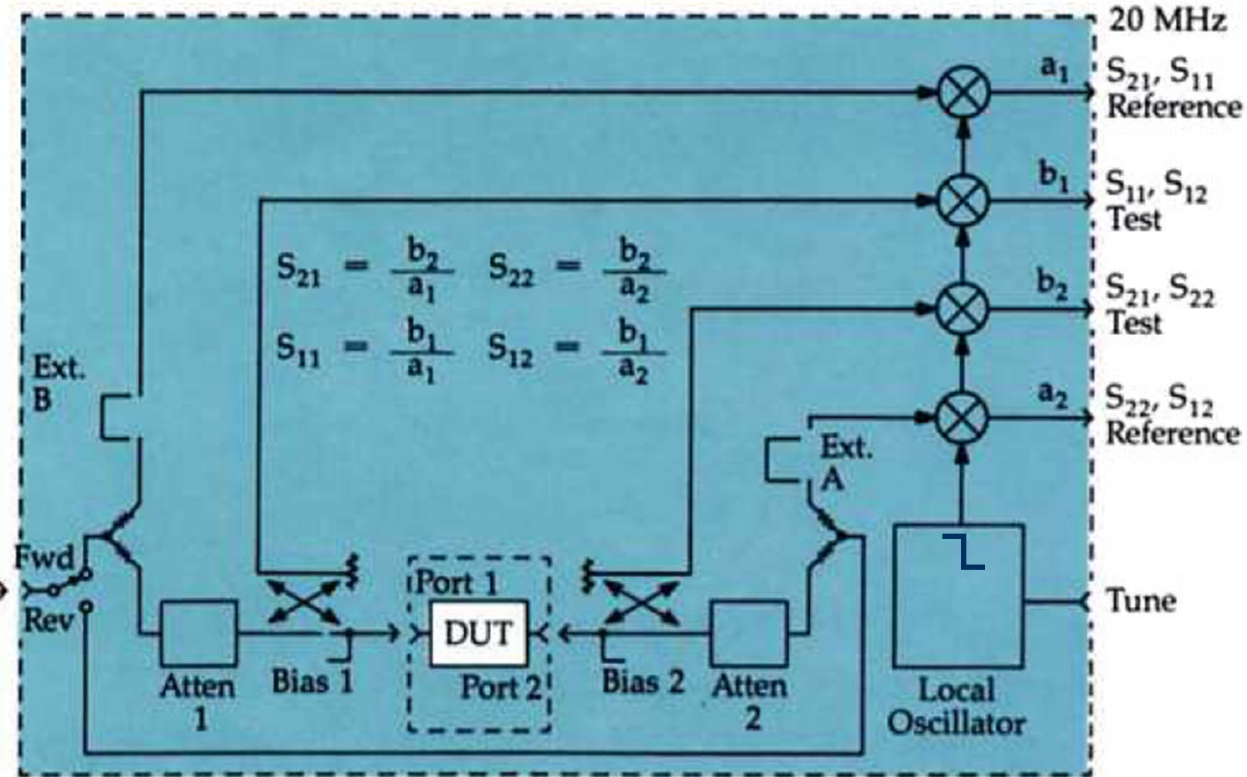 20 MHz
a₁
S₂₁, S₁₁
Reference
b₁
S₁₁, S₁₂
Test
S₂₁ = b₂/a₁ S₂₂ = b₂/a₂
b₂
S₂₁, S₂₂
Test
S₁₁ = b₁/a₁ S₁₂ = b₁/a₂
Ext.
B
a₂
S₂₂, S₁₂
Reference
Ext.
A
Fwd
Rev
Port 1
DUT
Port 2
Tune
Atten
1
Bias 1
Bias 2
Atten
2
Local
Oscillator